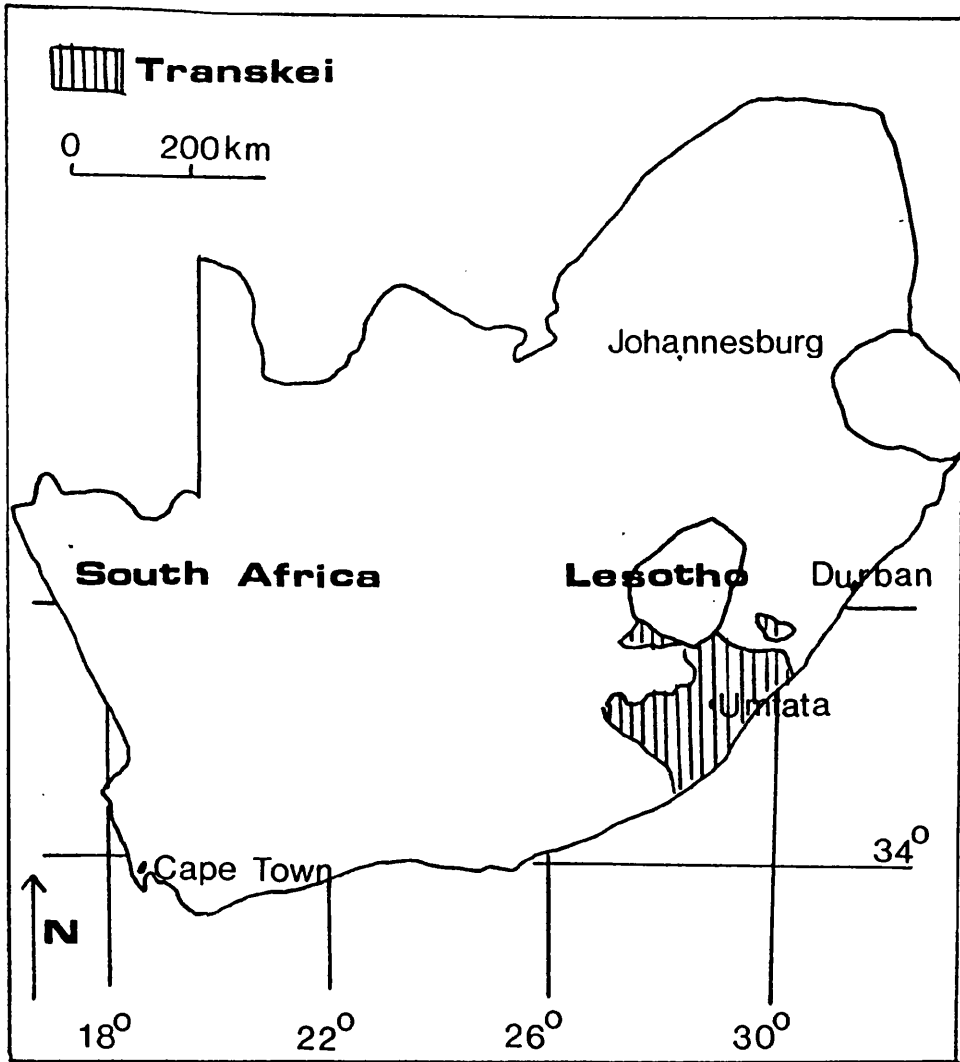 Transkei
0 200km
Johannesburg
South Africa Lesotho Durban
Umtata
34°
Cape Town
N
18° 22° 26° 30°